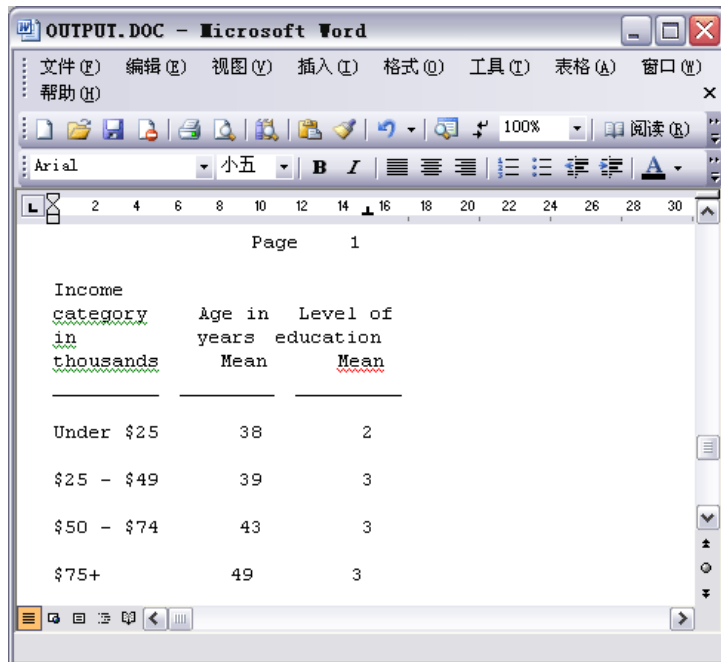 OUTPUT.DOC - Microsoft Word
文件(F) 编辑(E) 视图(V) 插入(I) 格式(O) 工具(T) 表格(A) 窗口(W)
帮助(H)
100% 阅读(R)
Arial 小五 B I A
L 2 4 6 8 10 12 14 16 18 20 22 24 26 28 30
Page 1
Income
category Age in Level of
in years education
thousands Mean Mean
Under $25 38 2
$25 - $49 39 3
$50 - $74 43 3
$75+ 49 3